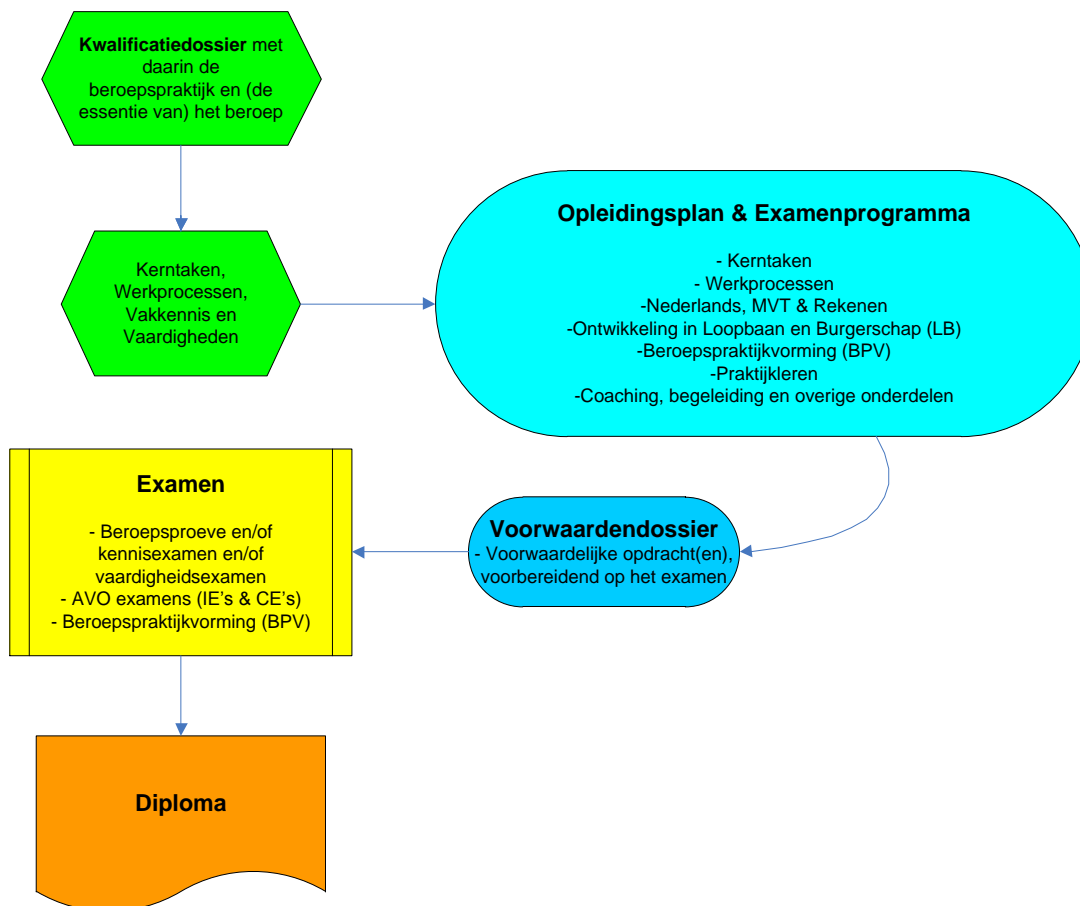 Kwalificatiedossier met
daarin de
beroepspraktijk en (de
essentie van) het beroep
Kerntaken,
Werkprocessen,
Vakkennis en
Vaardigheden
Opleidingsplan & Examenprogramma
- Kerntaken
- Werkprocessen
-Nederlands, MVT & Rekenen
-Ontwikkeling in Loopbaan en Burgerschap (LB)
-Beroepspraktijkvorming (BPV)
-Praktijkleren
-Coaching, begeleiding en overige onderdelen
Voorwaardendossier
- Voorwaardelijke opdracht(en),
voorbereidend op het examen
Examen
- Beroepsproeve en/of
kennisexamen en/of
vaardigheidsexamen
- AVO examens (IE's & CE's)
- Beroepspraktijkvorming (BPV)
Diploma